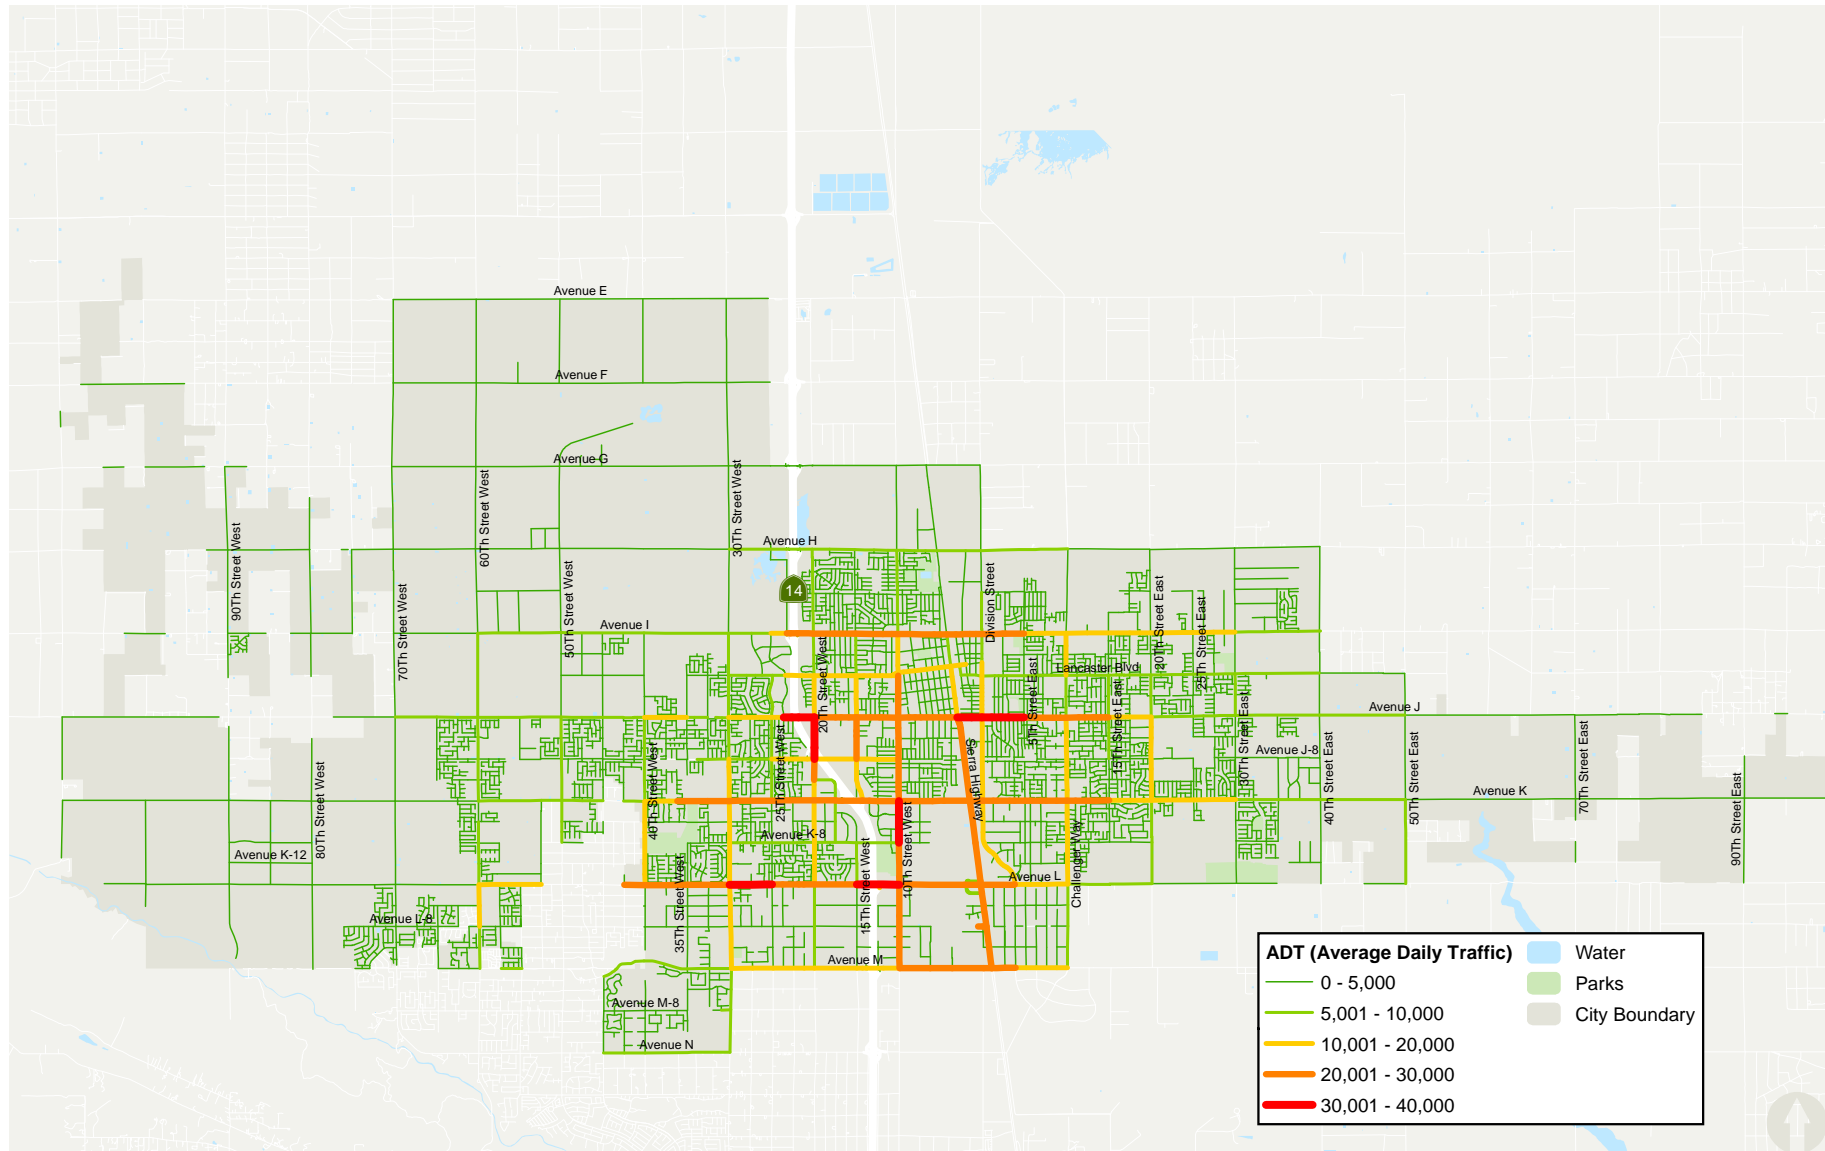 Avenue E
Avenue F
Avenue G
30Th Street West
60Th Street West
90Th Street West
Avenue H
50Th Street West
Division Street
14
70Th Street West
20Th Street East
25Th Street East
Avenue I
20Th Street West
Lancaster Blvd
5Th Street East
15Th Street East
30Th Street East
Avenue J
25Th Street West
Sierra Highway
Avenue J-8
40Th Street West
80Th Street West
40Th Street East
50Th Street East
70Th Street East
90Th Street East
Avenue K
Avenue K-8
10Th Street West
15Th Street West
Challenger Way
Avenue K-12
35Th Street West
Avenue L
Avenue L-8
Avenue M
Avenue M-8
Avenue N
ADT (Average Daily Traffic)
0 - 5,000
5,001 - 10,000
10,001 - 20,000
20,001 - 30,000
30,001 - 40,000
Water
Parks
City Boundary